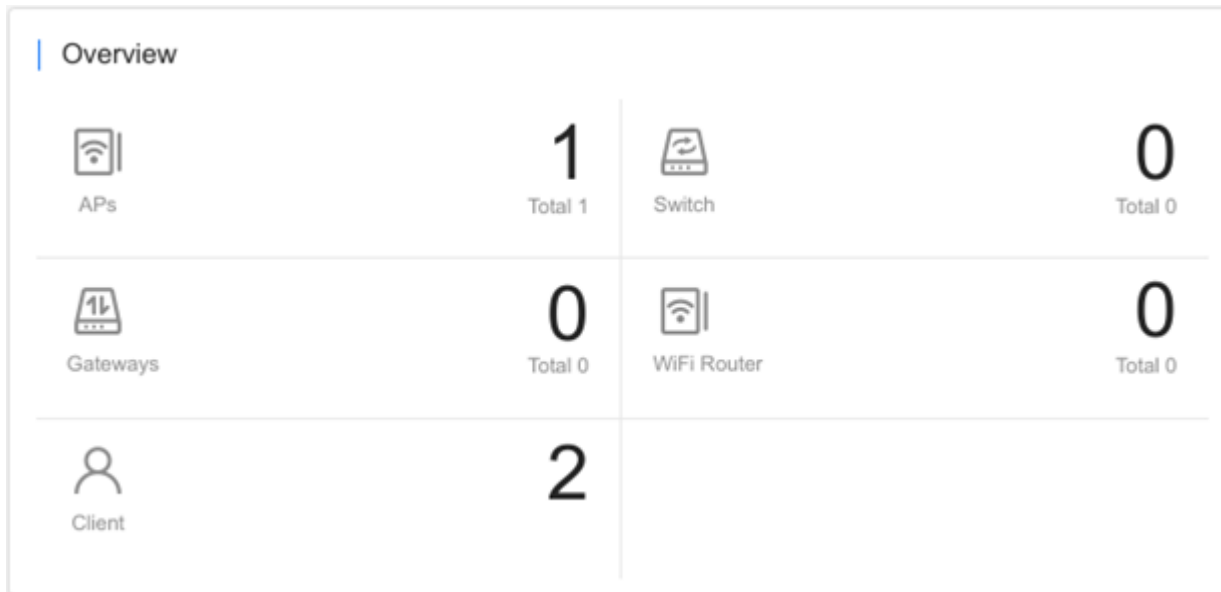 Overview
1
APs
Total 1
0
Switch
Total 0
0
Gateways
Total 0
0
WiFi Router
Total 0
2
Client